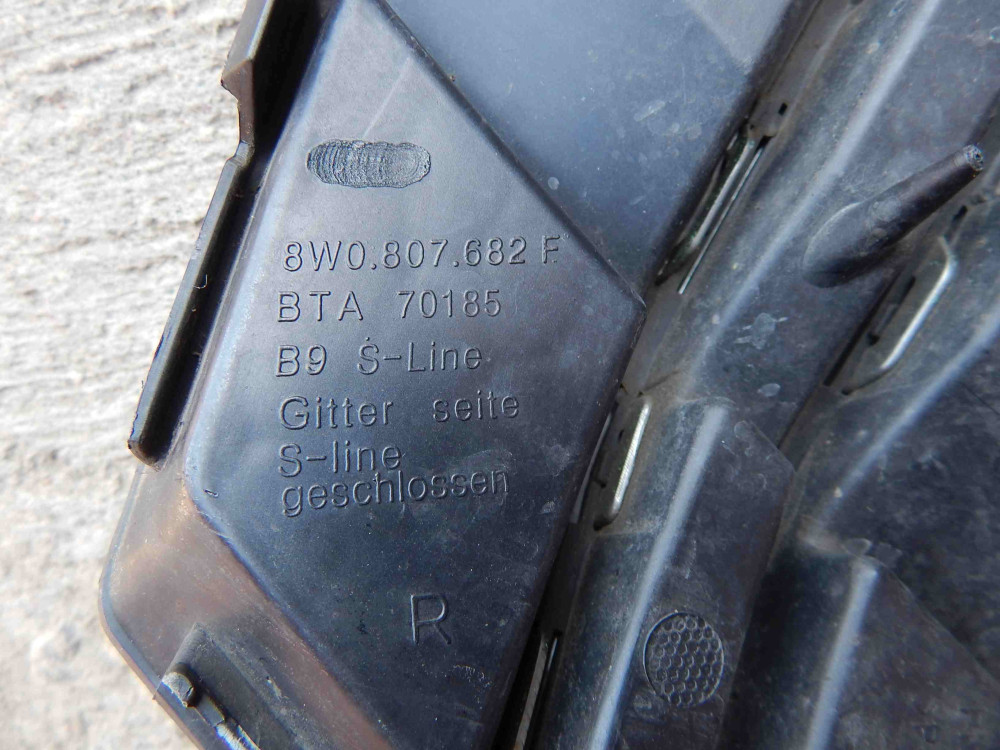 8W0.807.682 F
BTA 70185
B9 S-Line
Gitter seite
S-line
geschlossen
R